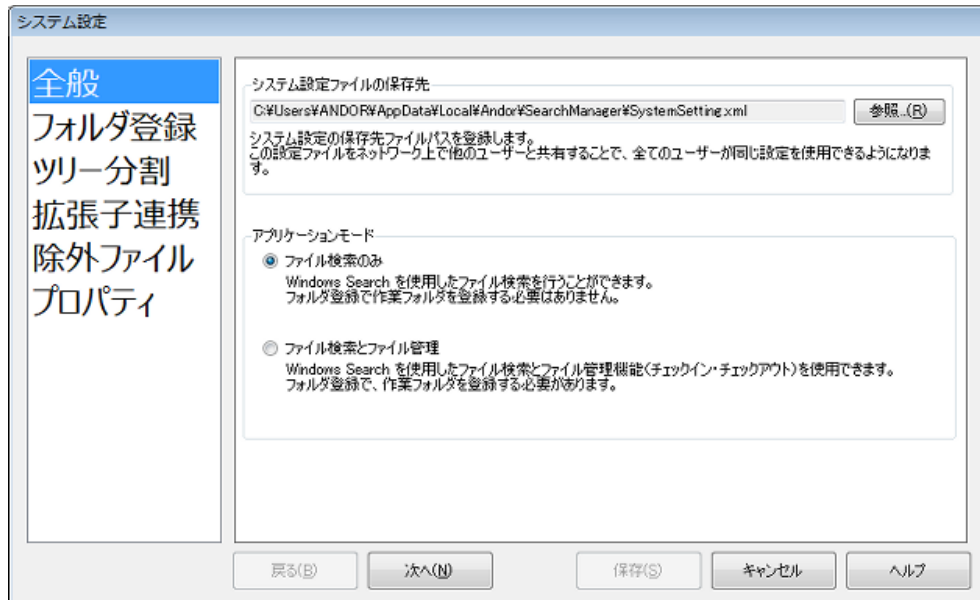 システム設定
全般
フォルダ登録
ツリー分割
拡張子連携
除外ファイル
プロパティ
システム設定ファイルの保存先
C:¥Users¥ANDOR¥AppData¥Local¥Andor¥SearchManager¥SystemSetting.xml
参照...(R)
システム設定の保存先ファイルパスを登録します。
この設定ファイルをネットワーク上で他のユーザーと共有することで、全てのユーザーが同じ設定を使用できるようになりま
す。
アプリケーションモード
ファイル検索のみ
Windows Search を使用したファイル検索を行うことができます。
フォルダ登録で作業フォルダを登録する必要はありません。
ファイル検索とファイル管理
Windows Search を使用したファイル検索とファイル管理機能(チェックイン・チェックアウト)を使用できます。
フォルダ登録で、作業フォルダを登録する必要があります。
戻る(B)
次へ(N)
保存(S)
キャンセル
ヘルプ